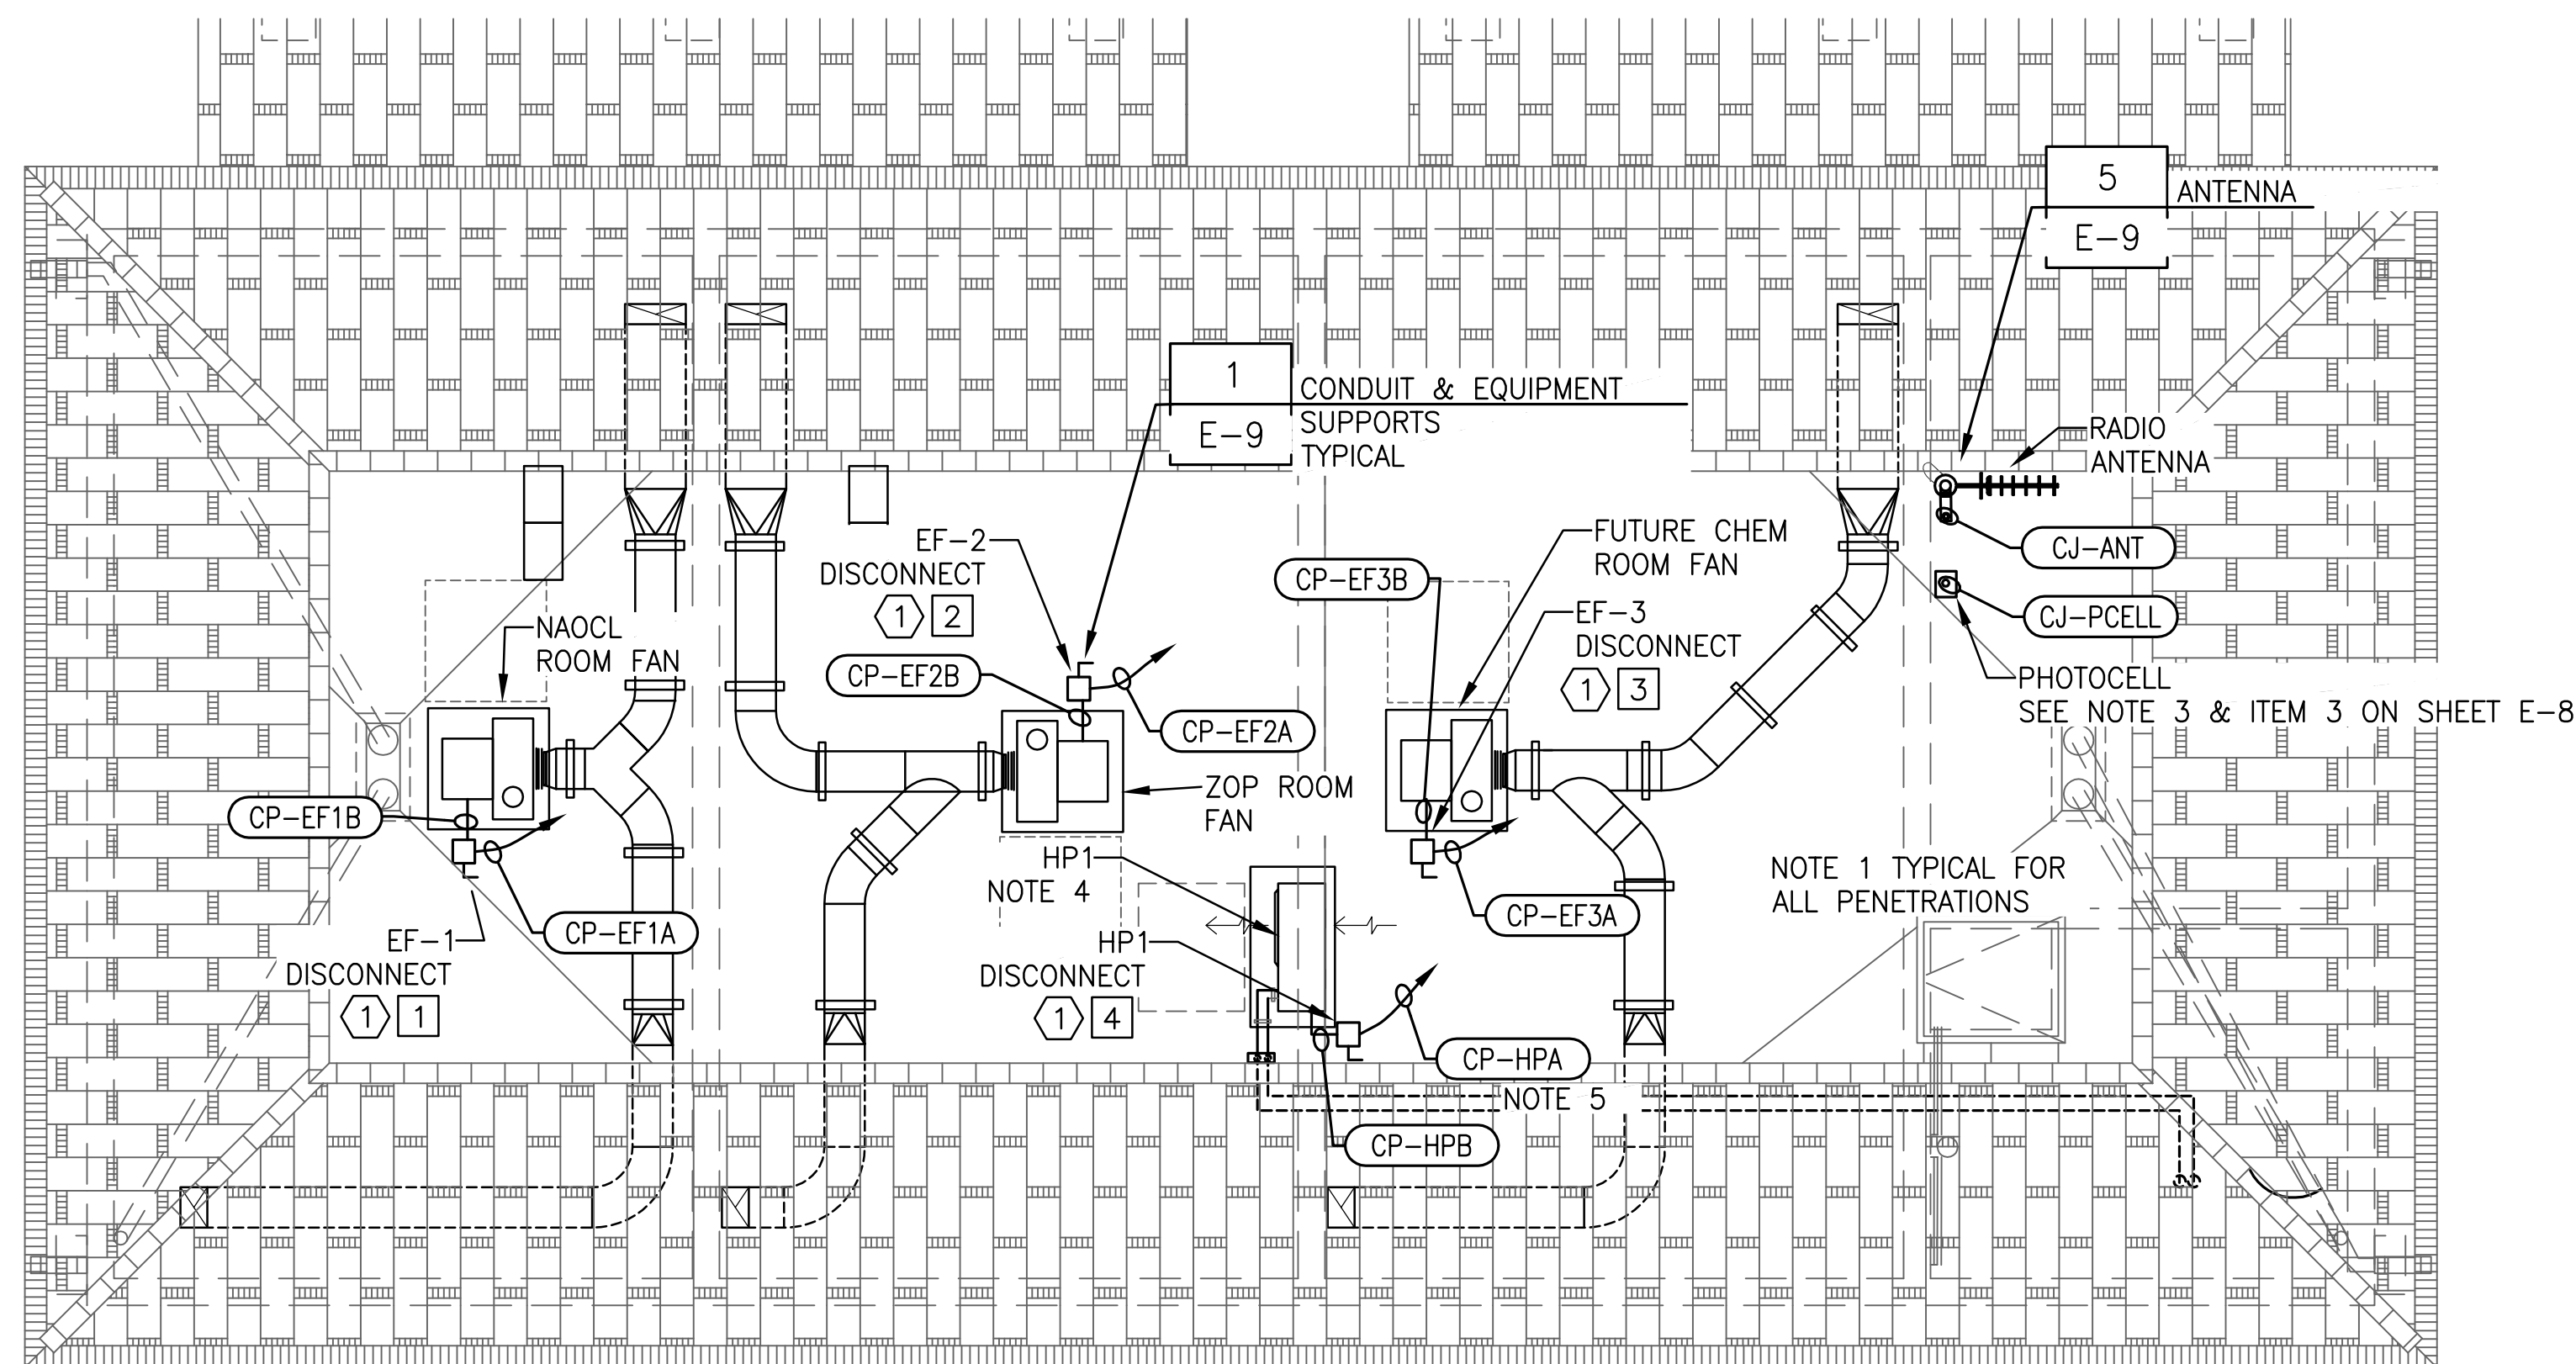 5
ANTENNA
E-9
1
CONDUIT & EQUIPMENT
E-9
SUPPORTS
TYPICAL
RADIO
ANTENNA
EF-2
DISCONNECT
1 2
FUTURE CHEM
ROOM FAN
CJ-ANT
CP-EF3B
EF-3
DISCONNECT
1 3
CJ-PCELL
NAOCL
ROOM FAN
CP-EF2B
CP-EF2A
PHOTOCELL
SEE NOTE 3 & ITEM 3 ON SHEET E-8
ZOP ROOM
FAN
CP-EF1B
HP1
NOTE 4
NOTE 1 TYPICAL FOR
ALL PENETRATIONS
CP-EF3A
CP-EF1A
EF-1
DISCONNECT
1 1
HP1
DISCONNECT
1 4
CP-HPA
NOTE 5
CP-HPB